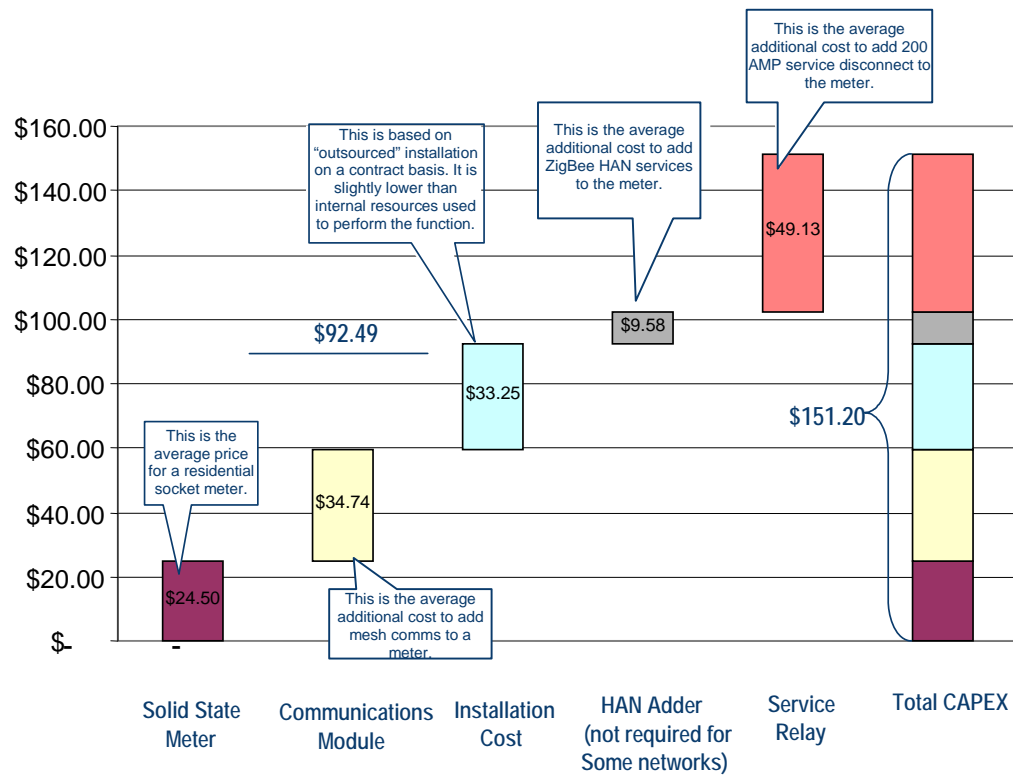 This is the average
additional cost to add 200
AMP service disconnect to
the meter.
This is the average
additional cost to add
ZigBee HAN services
to the meter.
This is based on
“outsourced” installation
on a contract basis. It is
slightly lower than
internal resources used
to perform the function.
$160.00
$140.00
$120.00
$100.00
$80.00
$60.00
$40.00
$20.00
$-
-
$92.49
$49.13
$9.58
$33.25
$151.20
This is the
average price
for a residential
socket meter.
$34.74
$24.50
This is the average
additional cost to add
mesh comms to a
meter.
Solid State
Meter
Communications
Module
Installation
Cost
HAN Adder
(not required for
Some networks)
Service
Relay
Total CAPEX